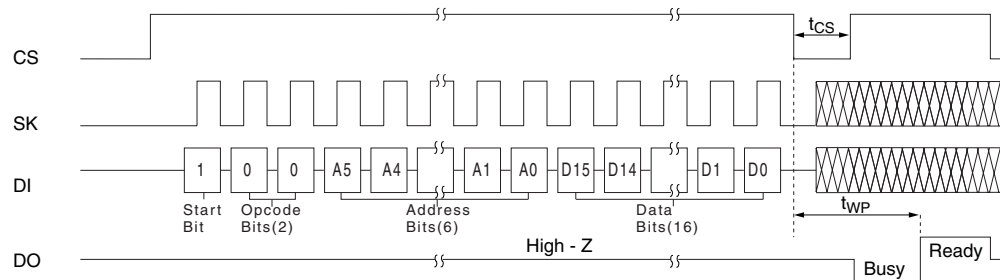 CS
tCS
SK
DI
1 0 0 A5 A4 A1 A0 D15 D14 D1 D0
Start Bit
Opcode Bits(2)
Address Bits(6)
Data Bits(16)
tWP
DO
High - Z
Busy
Ready